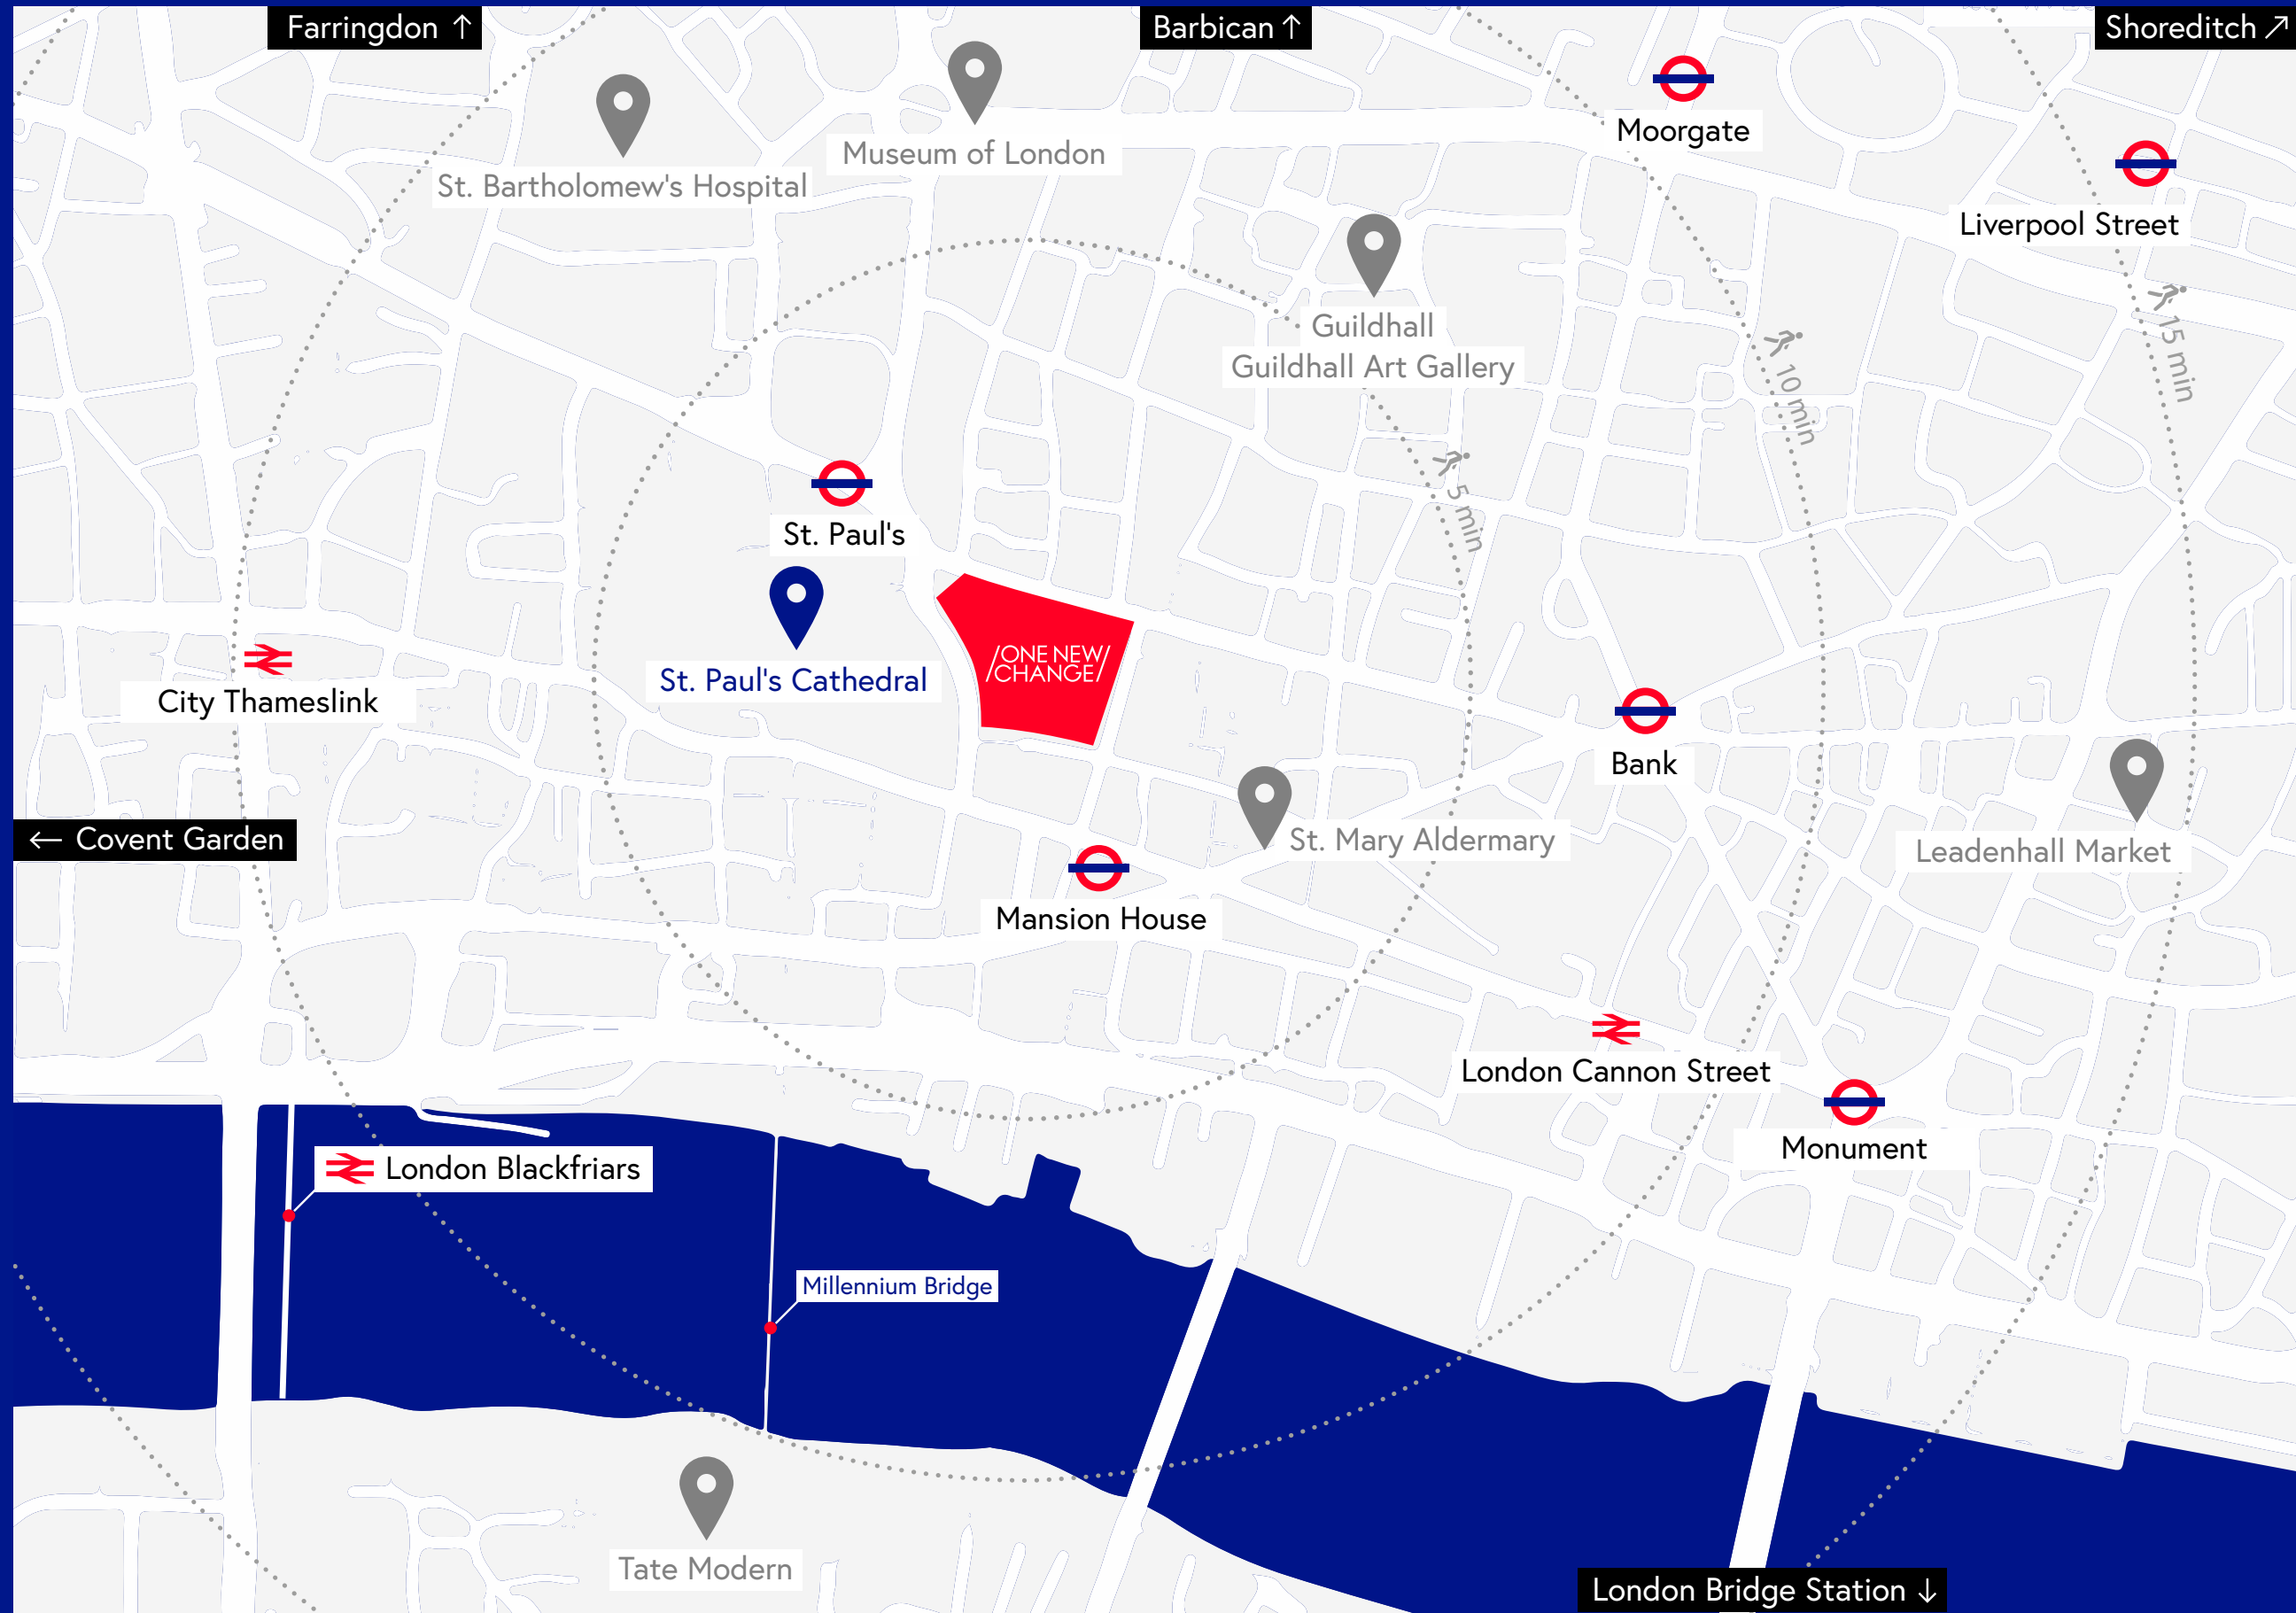 Farringdon ↑
Barbican ↑
Shoreditch ↗
Moorgate
Museum of London
St. Bartholomew's Hospital
Liverpool Street
Guildhall
Guildhall Art Gallery
15 min
10 min
5 min
St. Paul's
/ONE NEW/
/CHANGE/
St. Paul's Cathedral
City Thameslink
Bank
← Covent Garden
St. Mary Aldermary
Leadenhall Market
Mansion House
London Cannon Street
Monument
London Blackfriars
Millennium Bridge
Tate Modern
London Bridge Station ↓